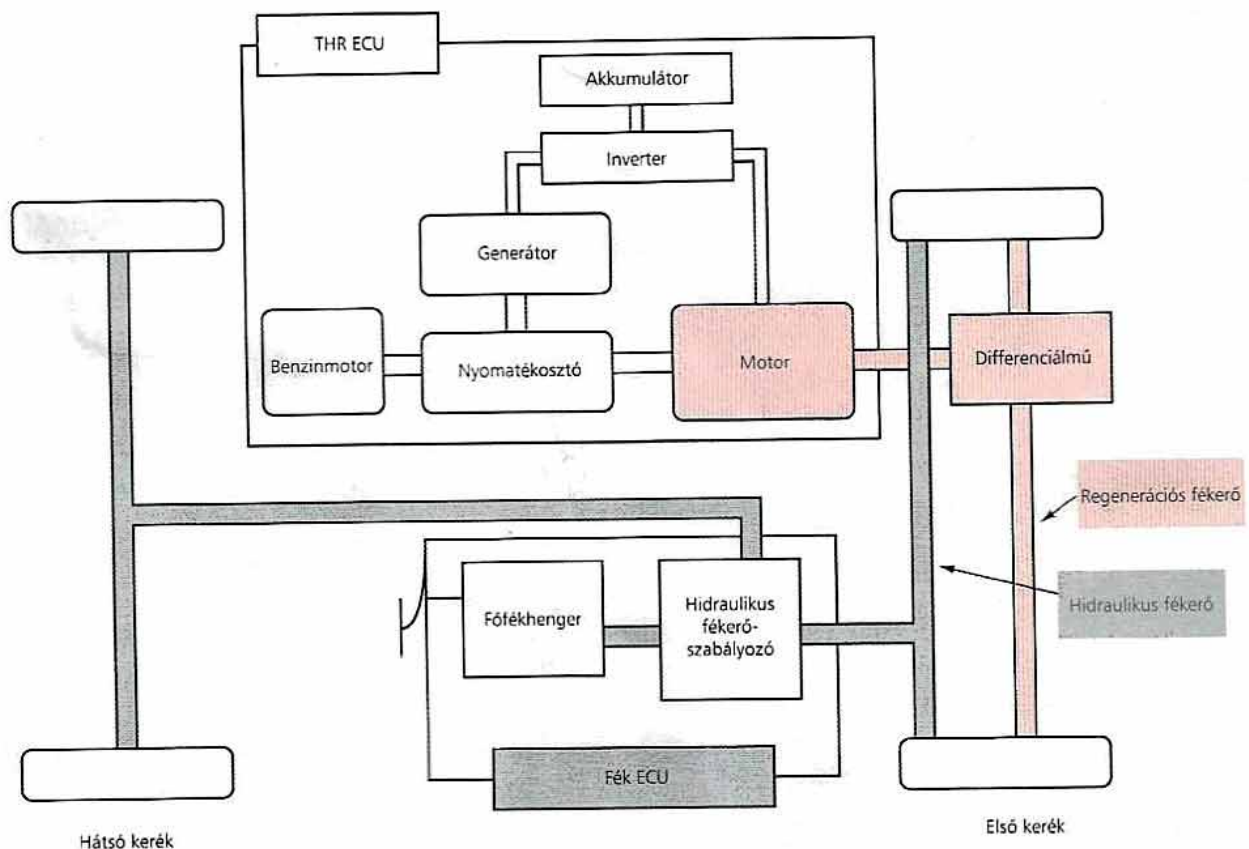 THR ECU
Akkumulátor
Inverter
Generátor
Benzinmotor
Nyomatékosztó
Motor
Differenciálmű
Regenerációs fékerő
Hidraulikus fékerő
Főfékhenger
Hidraulikus
fékerő-
szabályozó
Fék ECU
Hátsó kerék
Első kerék